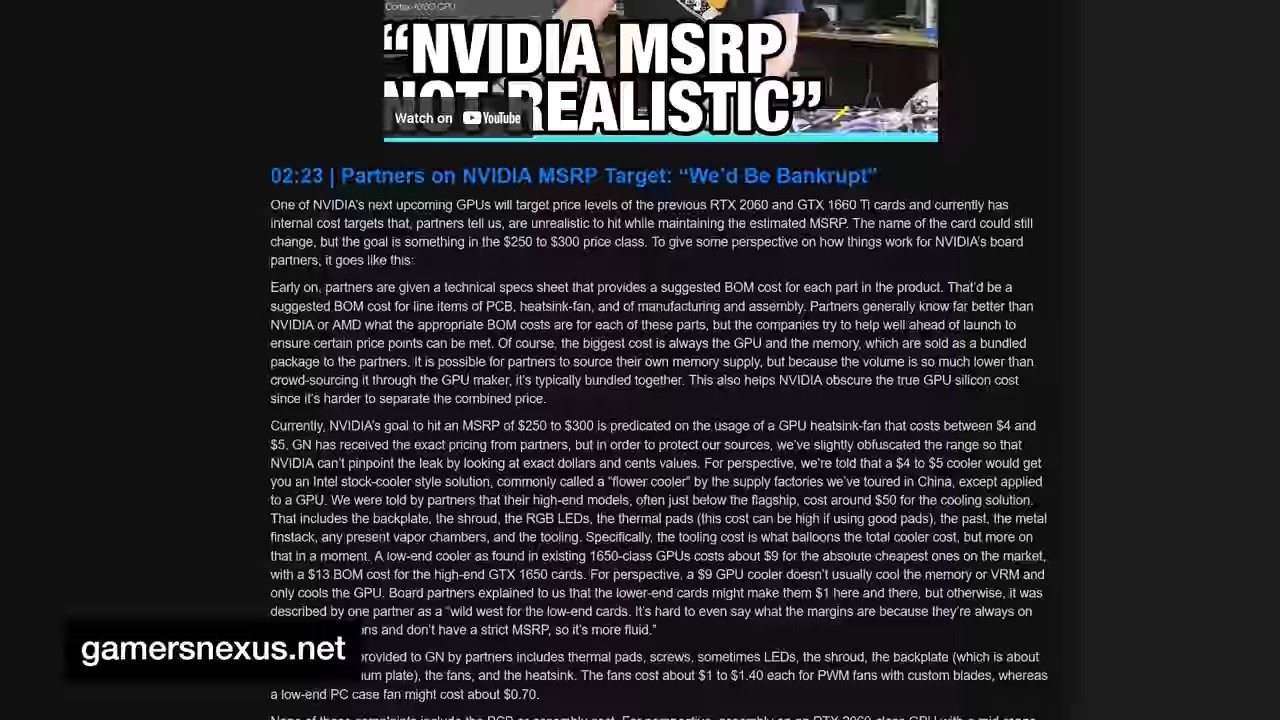 Cortex-A9/3D GPU
“NVIDIA MSRP
NOT REALISTIC”
Watch on YouTube
02:23 | Partners on NVIDIA MSRP Target: “We’d Be Bankrupt”
One of NVIDIA’s next upcoming GPUs will target price levels of the previous RTX 2060 and GTX 1660 Ti cards and currently has
internal cost targets that, partners tell us, are unrealistic to hit while maintaining the estimated MSRP. The name of the card could still
change, but the goal is something in the $250 to $300 price class. To give some perspective on how things work for NVIDIA’s board
partners, it goes like this:
Early on, partners are given a technical specs sheet that provides a suggested BOM cost for each part in the product. That’d be a
suggested BOM cost for line items of PCB, heatsink-fan, and of manufacturing and assembly. Partners generally know far better than
NVIDIA or AMD what the appropriate BOM costs are for each of these parts, but the companies try to help well ahead of launch to
ensure certain price points can be met. Of course, the biggest cost is always the GPU and the memory, which are sold as a bundled
package to the partners. It is possible for partners to source their own memory supply, but because the volume is so much lower than
crowd-sourcing it through the GPU maker, it’s typically bundled together. This also helps NVIDIA obscure the true GPU silicon cost
since it’s harder to separate the combined price.
Currently, NVIDIA’s goal to hit an MSRP of $250 to $300 is predicated on the usage of a GPU heatsink-fan that costs between $4 and
$5. GN has received the exact pricing from partners, but in order to protect our sources, we’ve slightly obfuscated the range so that
NVIDIA can’t pinpoint the leak by looking at exact dollars and cents values. For perspective, we’re told that a $4 to $5 cooler would get
you an Intel stock-cooler style solution, commonly called a “flower cooler” by the supply factories we’ve toured in China, except applied
to a GPU. We were told by partners that their high-end models, often just below the flagship, cost around $50 for the cooling solution.
That includes the backplate, the shroud, the RGB LEDs, the thermal pads (this cost can be high if using good pads), the past, the metal
finstack, any present vapor chambers, and the tooling. Specifically, the tooling cost is what balloons the total cooler cost, but more on
that in a moment. A low-end cooler as found in existing 1650-class GPUs costs about $9 for the absolute cheapest ones on the market,
with a $13 BOM cost for the high-end GTX 1650 cards. For perspective, a $9 GPU cooler doesn’t usually cool the memory or VRM and
only cools the GPU. Board partners explained to us that the lower-end cards might make them $1 here and there, but otherwise, it was
described by one partner as a “wild west for the low-end cards. It’s hard to even say what the margins are because they’re always on
ons and don’t have a strict MSRP, so it’s more fluid.”
provided to GN by partners includes thermal pads, screws, sometimes LEDs, the shroud, the backplate (which is about
um plate), the fans, and the heatsink. The fans cost about $1 to $1.40 each for PWM fans with custom blades, whereas
a low-end PC case fan might cost about $0.70.
gamersnexus.net